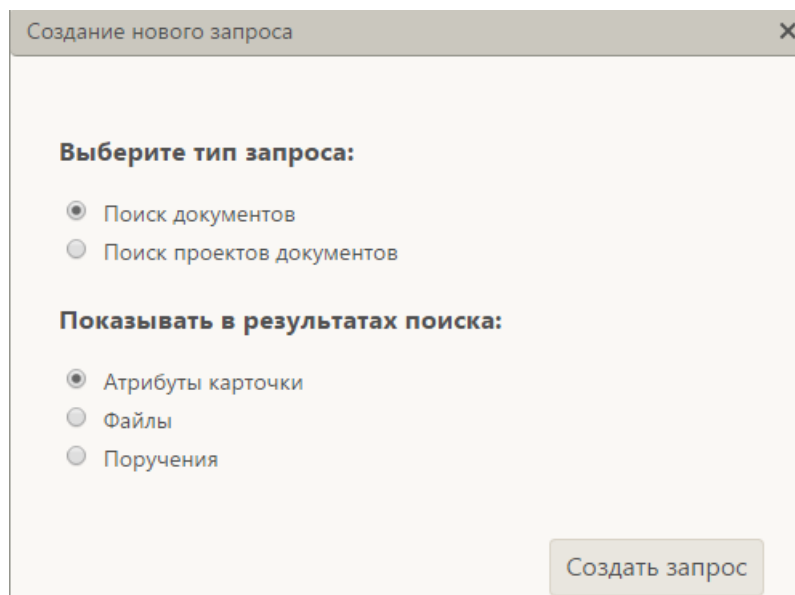 Создание нового запроса
Выберите тип запроса:
Поиск документов
Поиск проектов документов
Показывать в результатах поиска:
Атрибуты карточки
Файлы
Поручения
Создать запрос